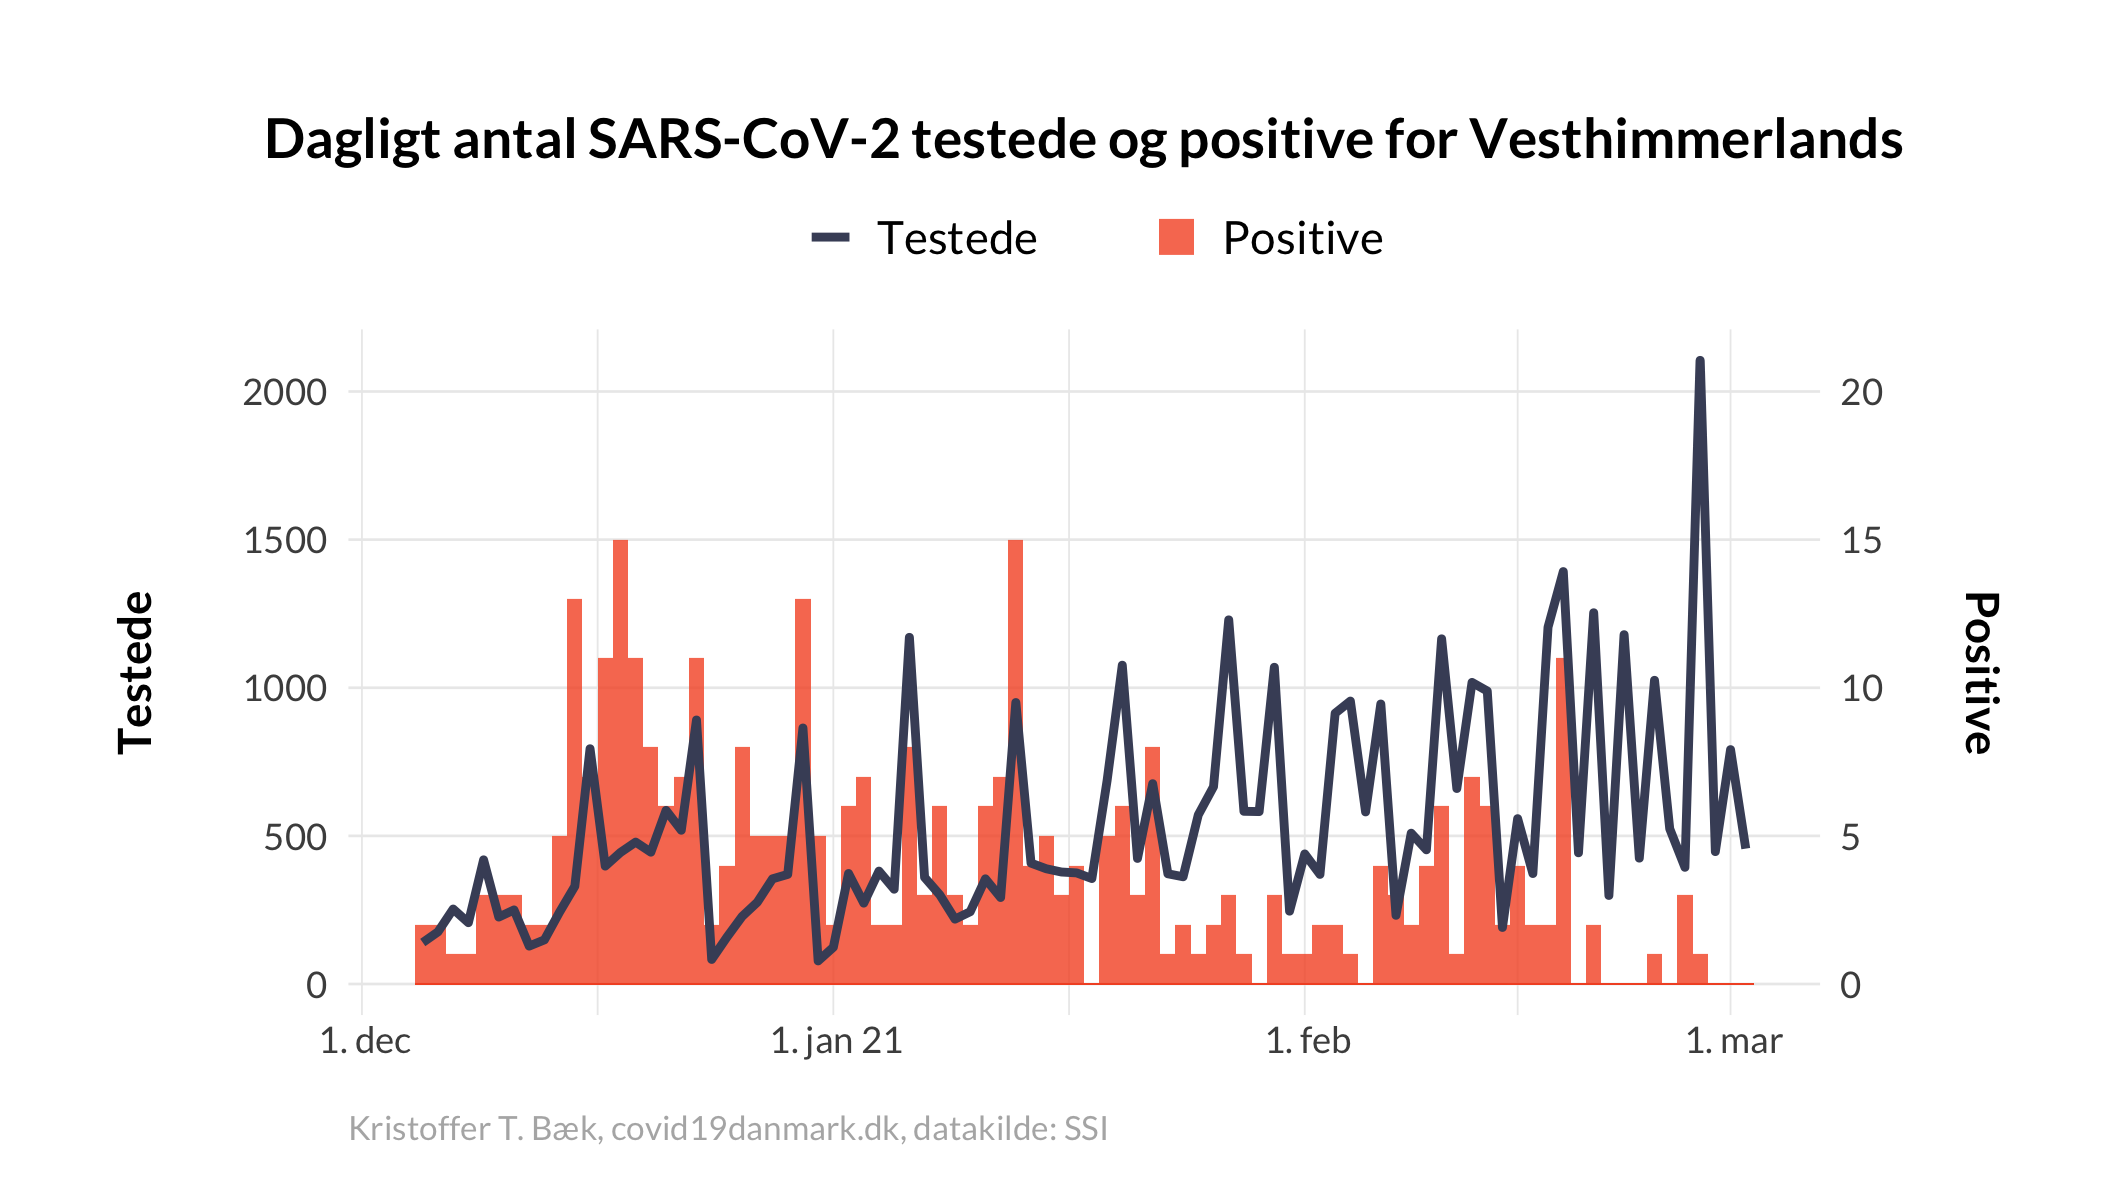 Dagligt antal SARS-CoV-2 testede og positive for Vesthimmerlands
Testede
Positive
2000
1500
1000
500
0
20
15
10
5
0
Testede
Positive
1. dec
1. jan 21
1. feb
1. mar
Kristoffer T. Bæk, covid19danmark.dk, datakilde: SSI